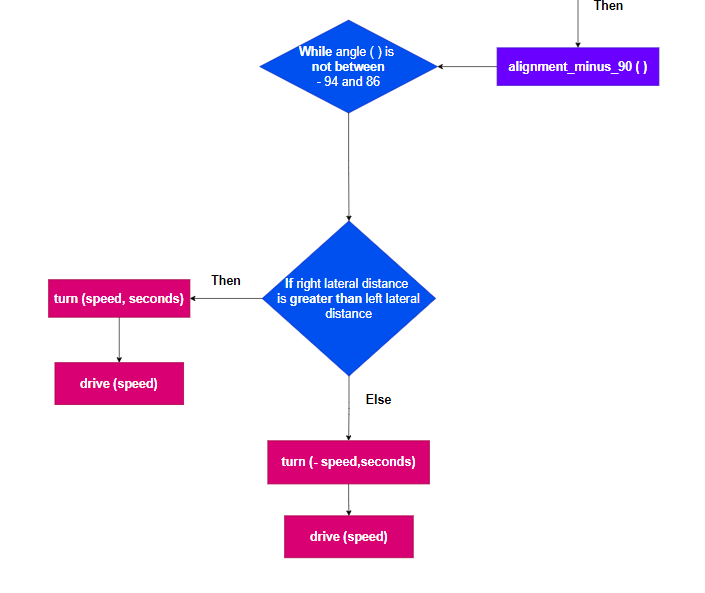 Then
While angle ( ) is
not between
- 94 and 86
alignment_minus_90 ( )
Then
If right lateral distance
is greater than left lateral
distance
turn (speed, seconds)
drive (speed)
Else
turn (- speed,seconds)
drive (speed)